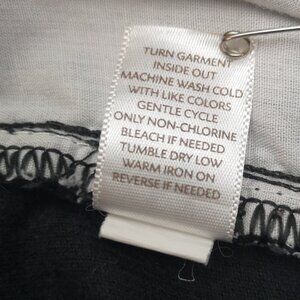 TURN GARMENT
INSIDE OUT
MACHINE WASH COLD
WITH LIKE COLORS
GENTLE CYCLE
ONLY NON-CHLORINE
BLEACH IF NEEDED
TUMBLE DRY LOW
WARM IRON ON
REVERSE IF NEEDED